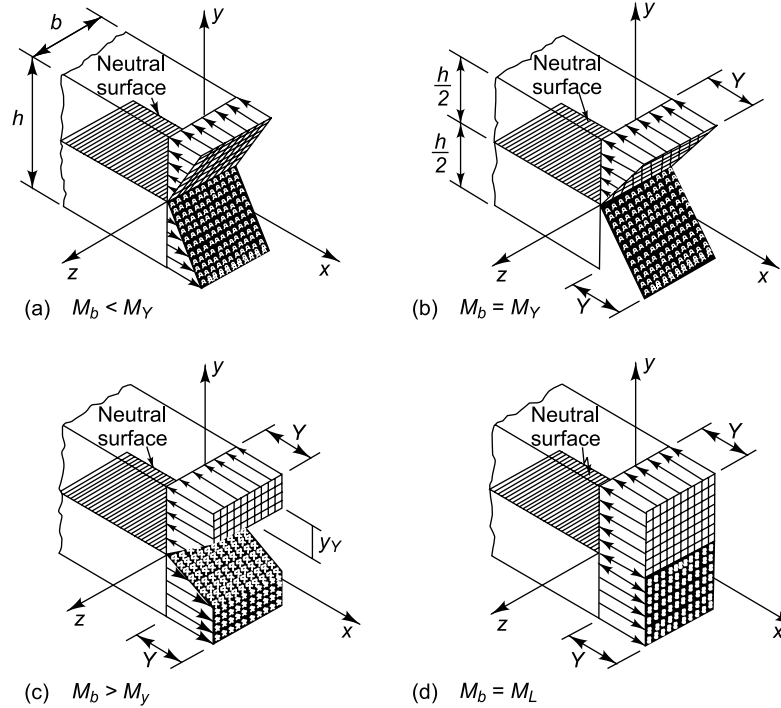 y
b
Neutral
surface
h
z
x
(a) M_b < M_Y
y
Y
h/2
Neutral
surface
h/2
z
x
Y
(b) M_b = M_Y
y
Neutral
surface
Y
y_Y
z
x
Y
(c) M_b > M_y
y
Neutral
surface
Y
z
x
Y
(d) M_b = M_L